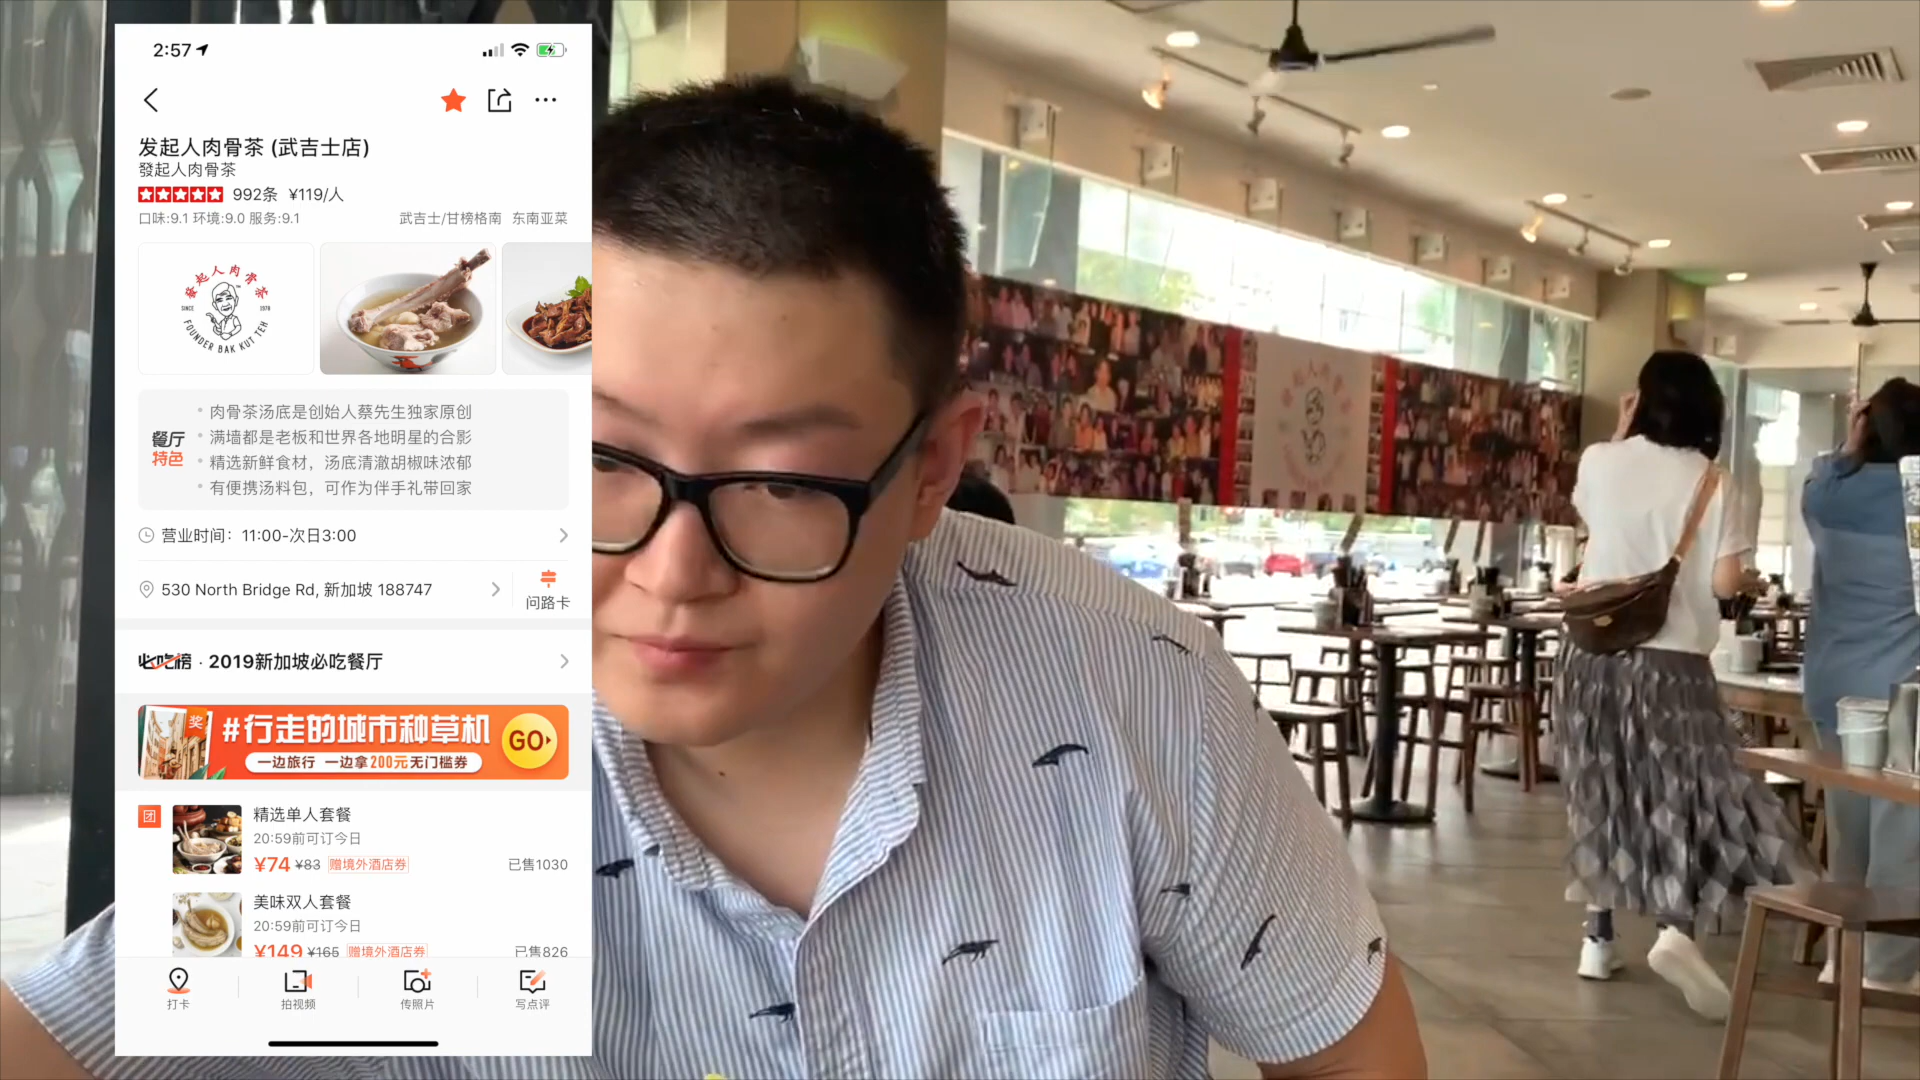 2:57
发起人肉骨茶 (武吉士店)
發起人肉骨茶
992条 ¥119/人
口味:9.1 环境:9.0 服务:9.1 武吉士/甘榜格南 东南亚菜
發起人肉骨茶
SINCE 1978
FOUNDER BAK KUT TEH
餐厅特色
肉骨茶汤底是创始人蔡先生独家原创
满墙都是老板和世界各地明星的合影
精选新鲜食材，汤底清澈胡椒味浓郁
有便携汤料包，可作为伴手礼带回家
营业时间：11:00-次日3:00
530 North Bridge Rd, 新加坡 188747
问路卡
必吃榜 · 2019新加坡必吃餐厅
奖
#行走的城市种草机
GO
一边旅行 一边拿200元无门槛券
团
精选单人套餐
20:59前可订今日
¥74 ¥83 赠境外酒店券 已售1030
美味双人套餐
20:59前可订今日
¥149 ¥165 赠境外酒店券 已售826
打卡 拍视频 传照片 写点评
發起人肉骨茶